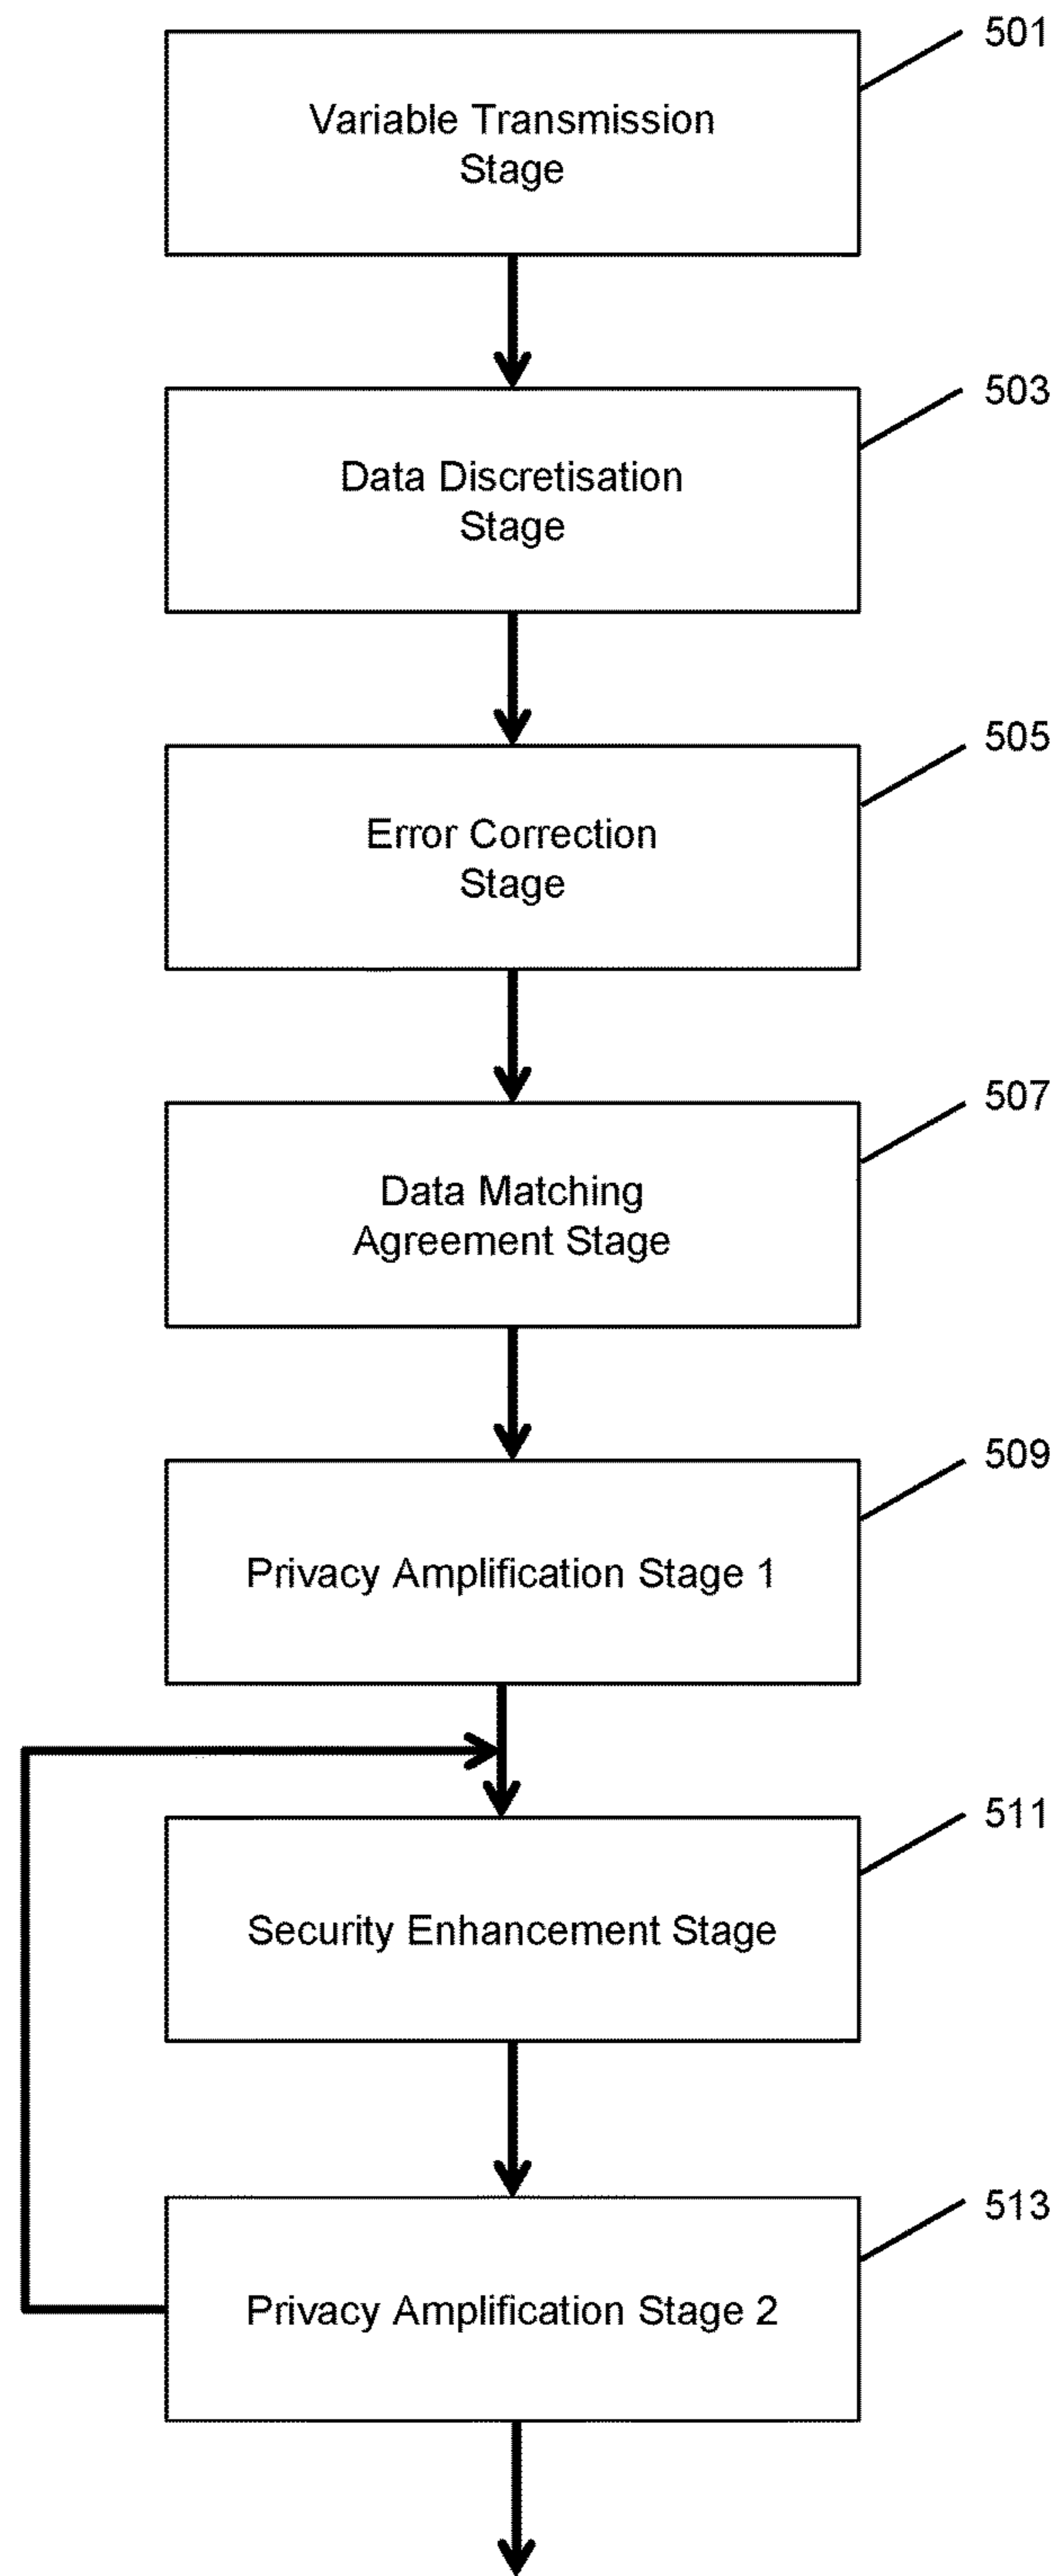 501
Variable Transmission
Stage
503
Data Discretisation
Stage
505
Error Correction
Stage
507
Data Matching
Agreement Stage
509
Privacy Amplification Stage 1
511
Security Enhancement Stage
513
Privacy Amplification Stage 2